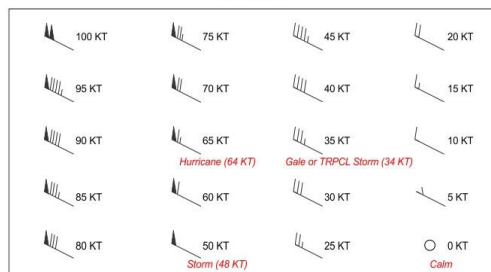 100 KT 75 KT 45 KT 20 KT
95 KT 70 KT 40 KT 15 KT
90 KT 65 KT 35 KT 10 KT
Hurricane (64 KT) Gale or TRPCL Storm (34 KT)
85 KT 60 KT 30 KT 5 KT
80 KT 50 KT 25 KT 0 KT
Storm (48 KT) Calm